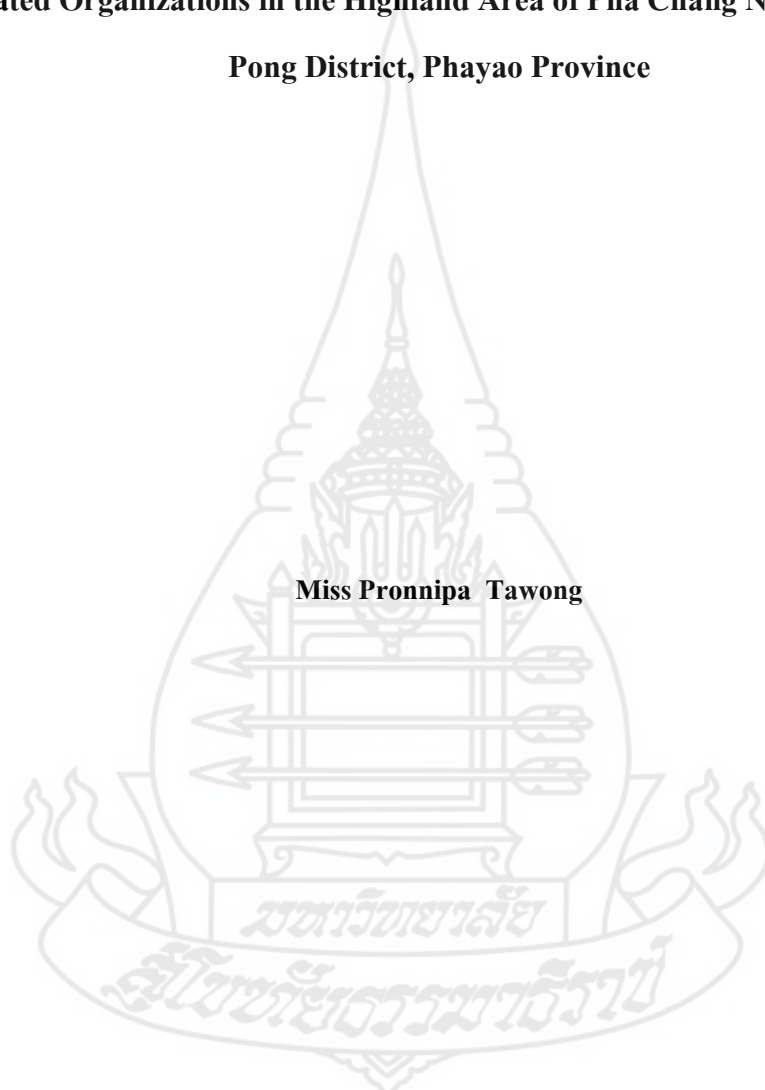 ated Organizations in the Highland Area of Pha Chang N
Pong District, Phayao Province
Miss Pronnipa Tawong
มหาวิทยาลัย
สุโขทัยธรรมาธิราช